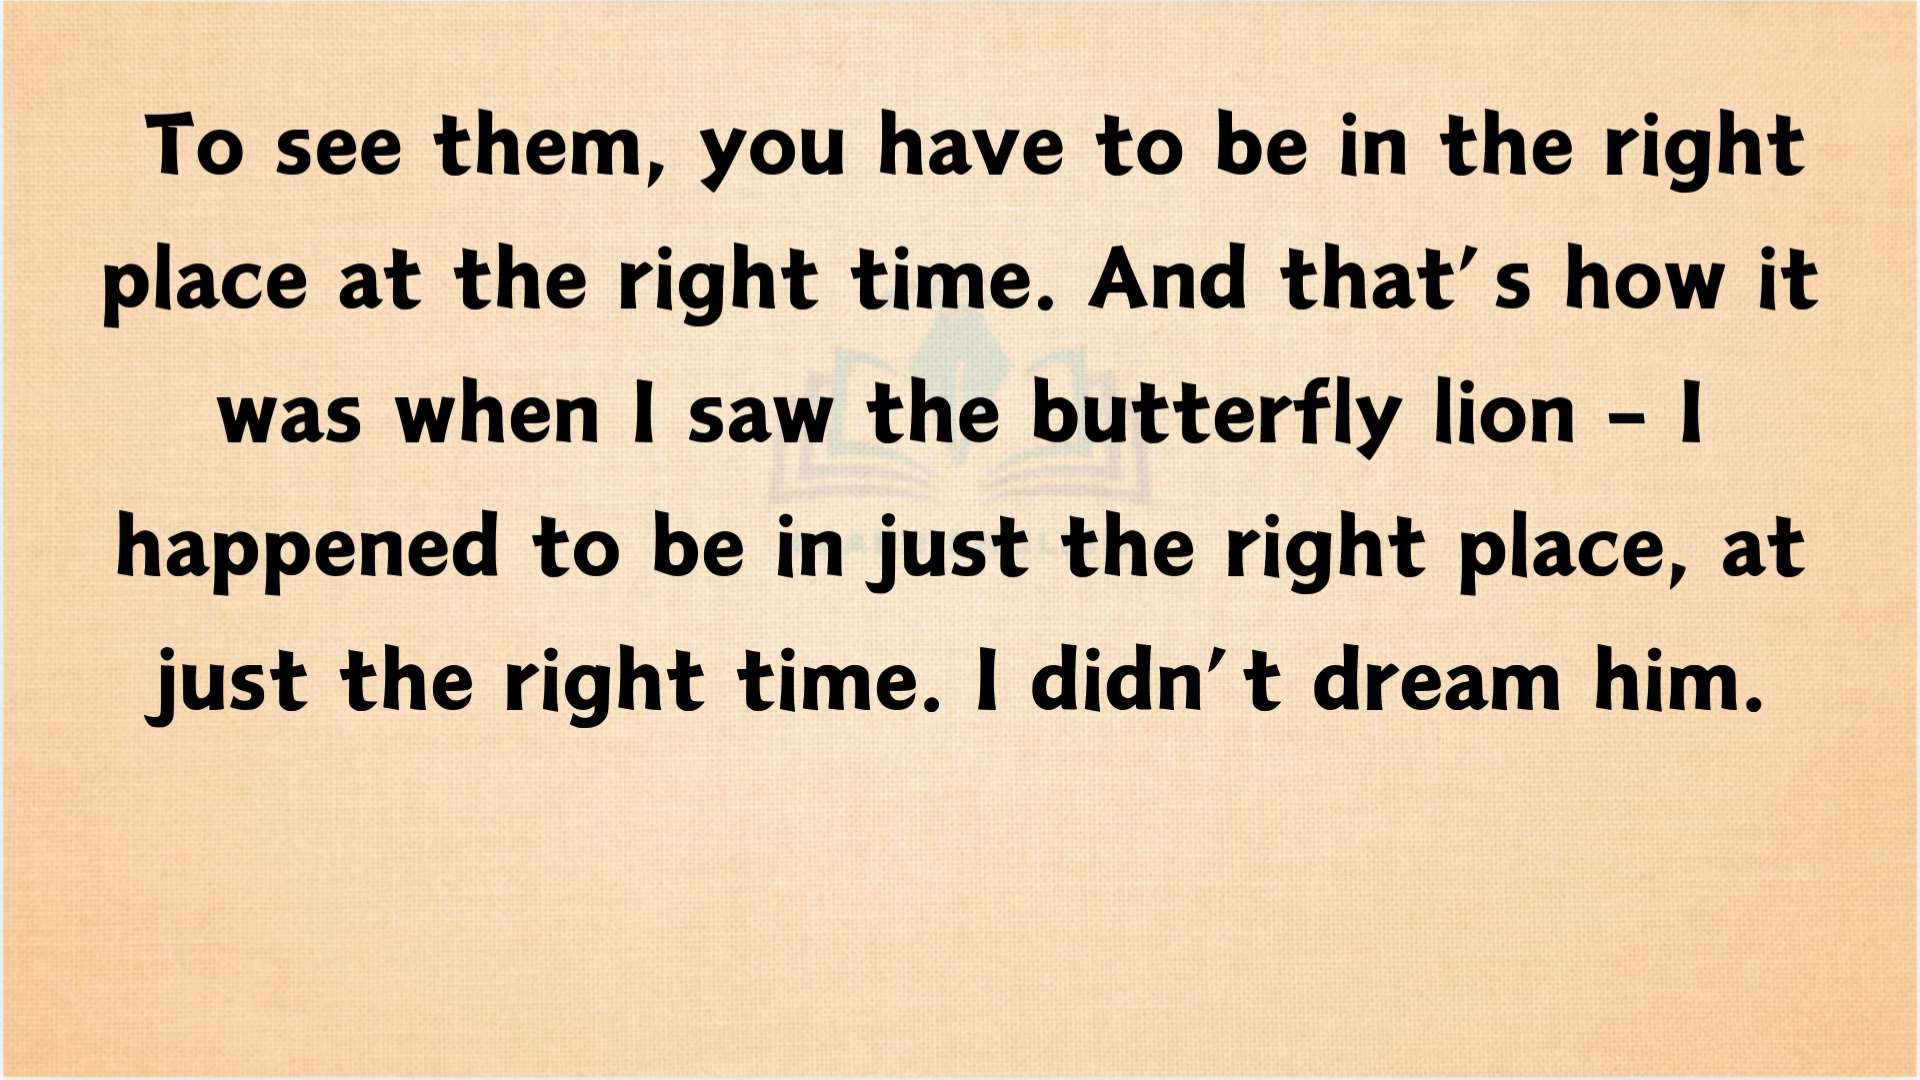 To see them, you have to be in the right
place at the right time. And that’s how it
was when I saw the butterfly lion – I
happened to be in just the right place, at
just the right time. I didn’t dream him.